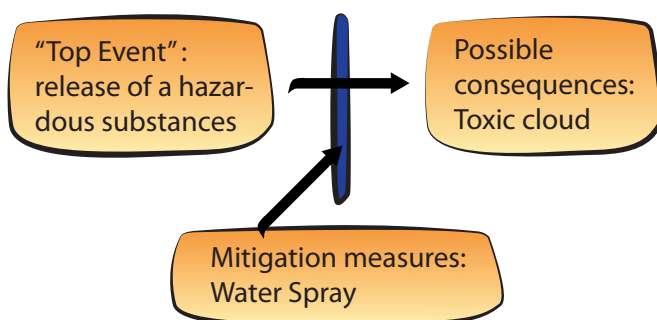 “Top Event” :
release of a hazar-
dous substances
Possible
consequences:
Toxic cloud
Mitigation measures:
Water Spray